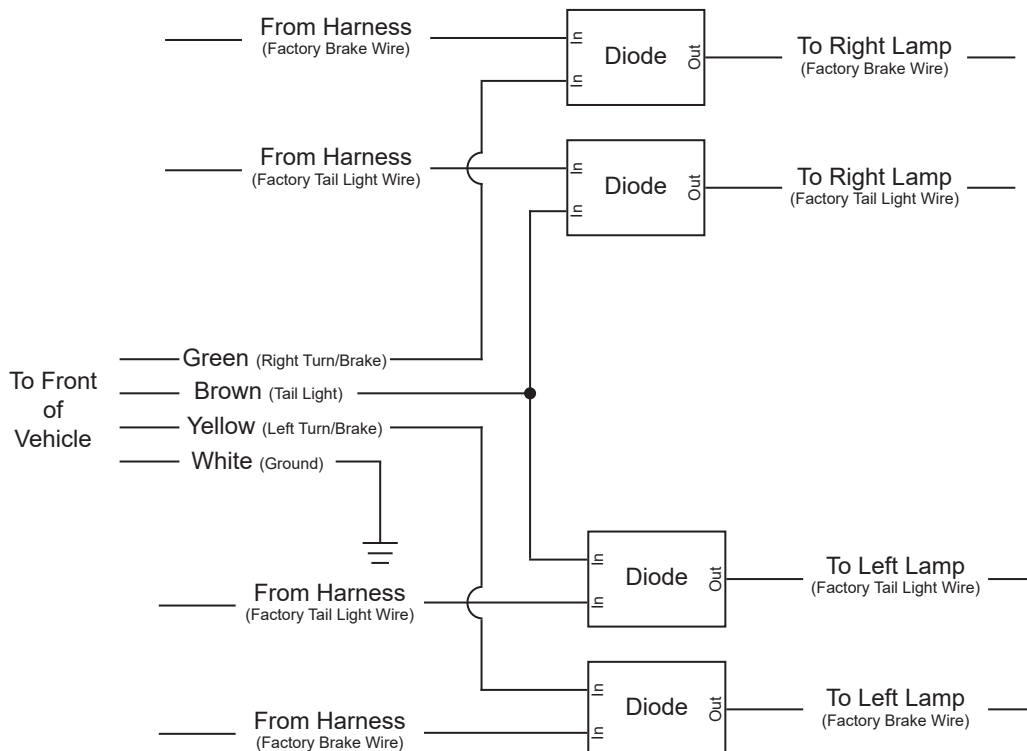 From Harness
(Factory Brake Wire)
In
In
Diode
Out
To Right Lamp
(Factory Brake Wire)
From Harness
(Factory Tail Light Wire)
In
In
Diode
Out
To Right Lamp
(Factory Tail Light Wire)
To Front
of
Vehicle
Green (Right Turn/Brake)
Brown (Tail Light)
Yellow (Left Turn/Brake)
White (Ground)
From Harness
(Factory Tail Light Wire)
In
In
Diode
Out
To Left Lamp
(Factory Tail Light Wire)
From Harness
(Factory Brake Wire)
In
In
Diode
Out
To Left Lamp
(Factory Brake Wire)